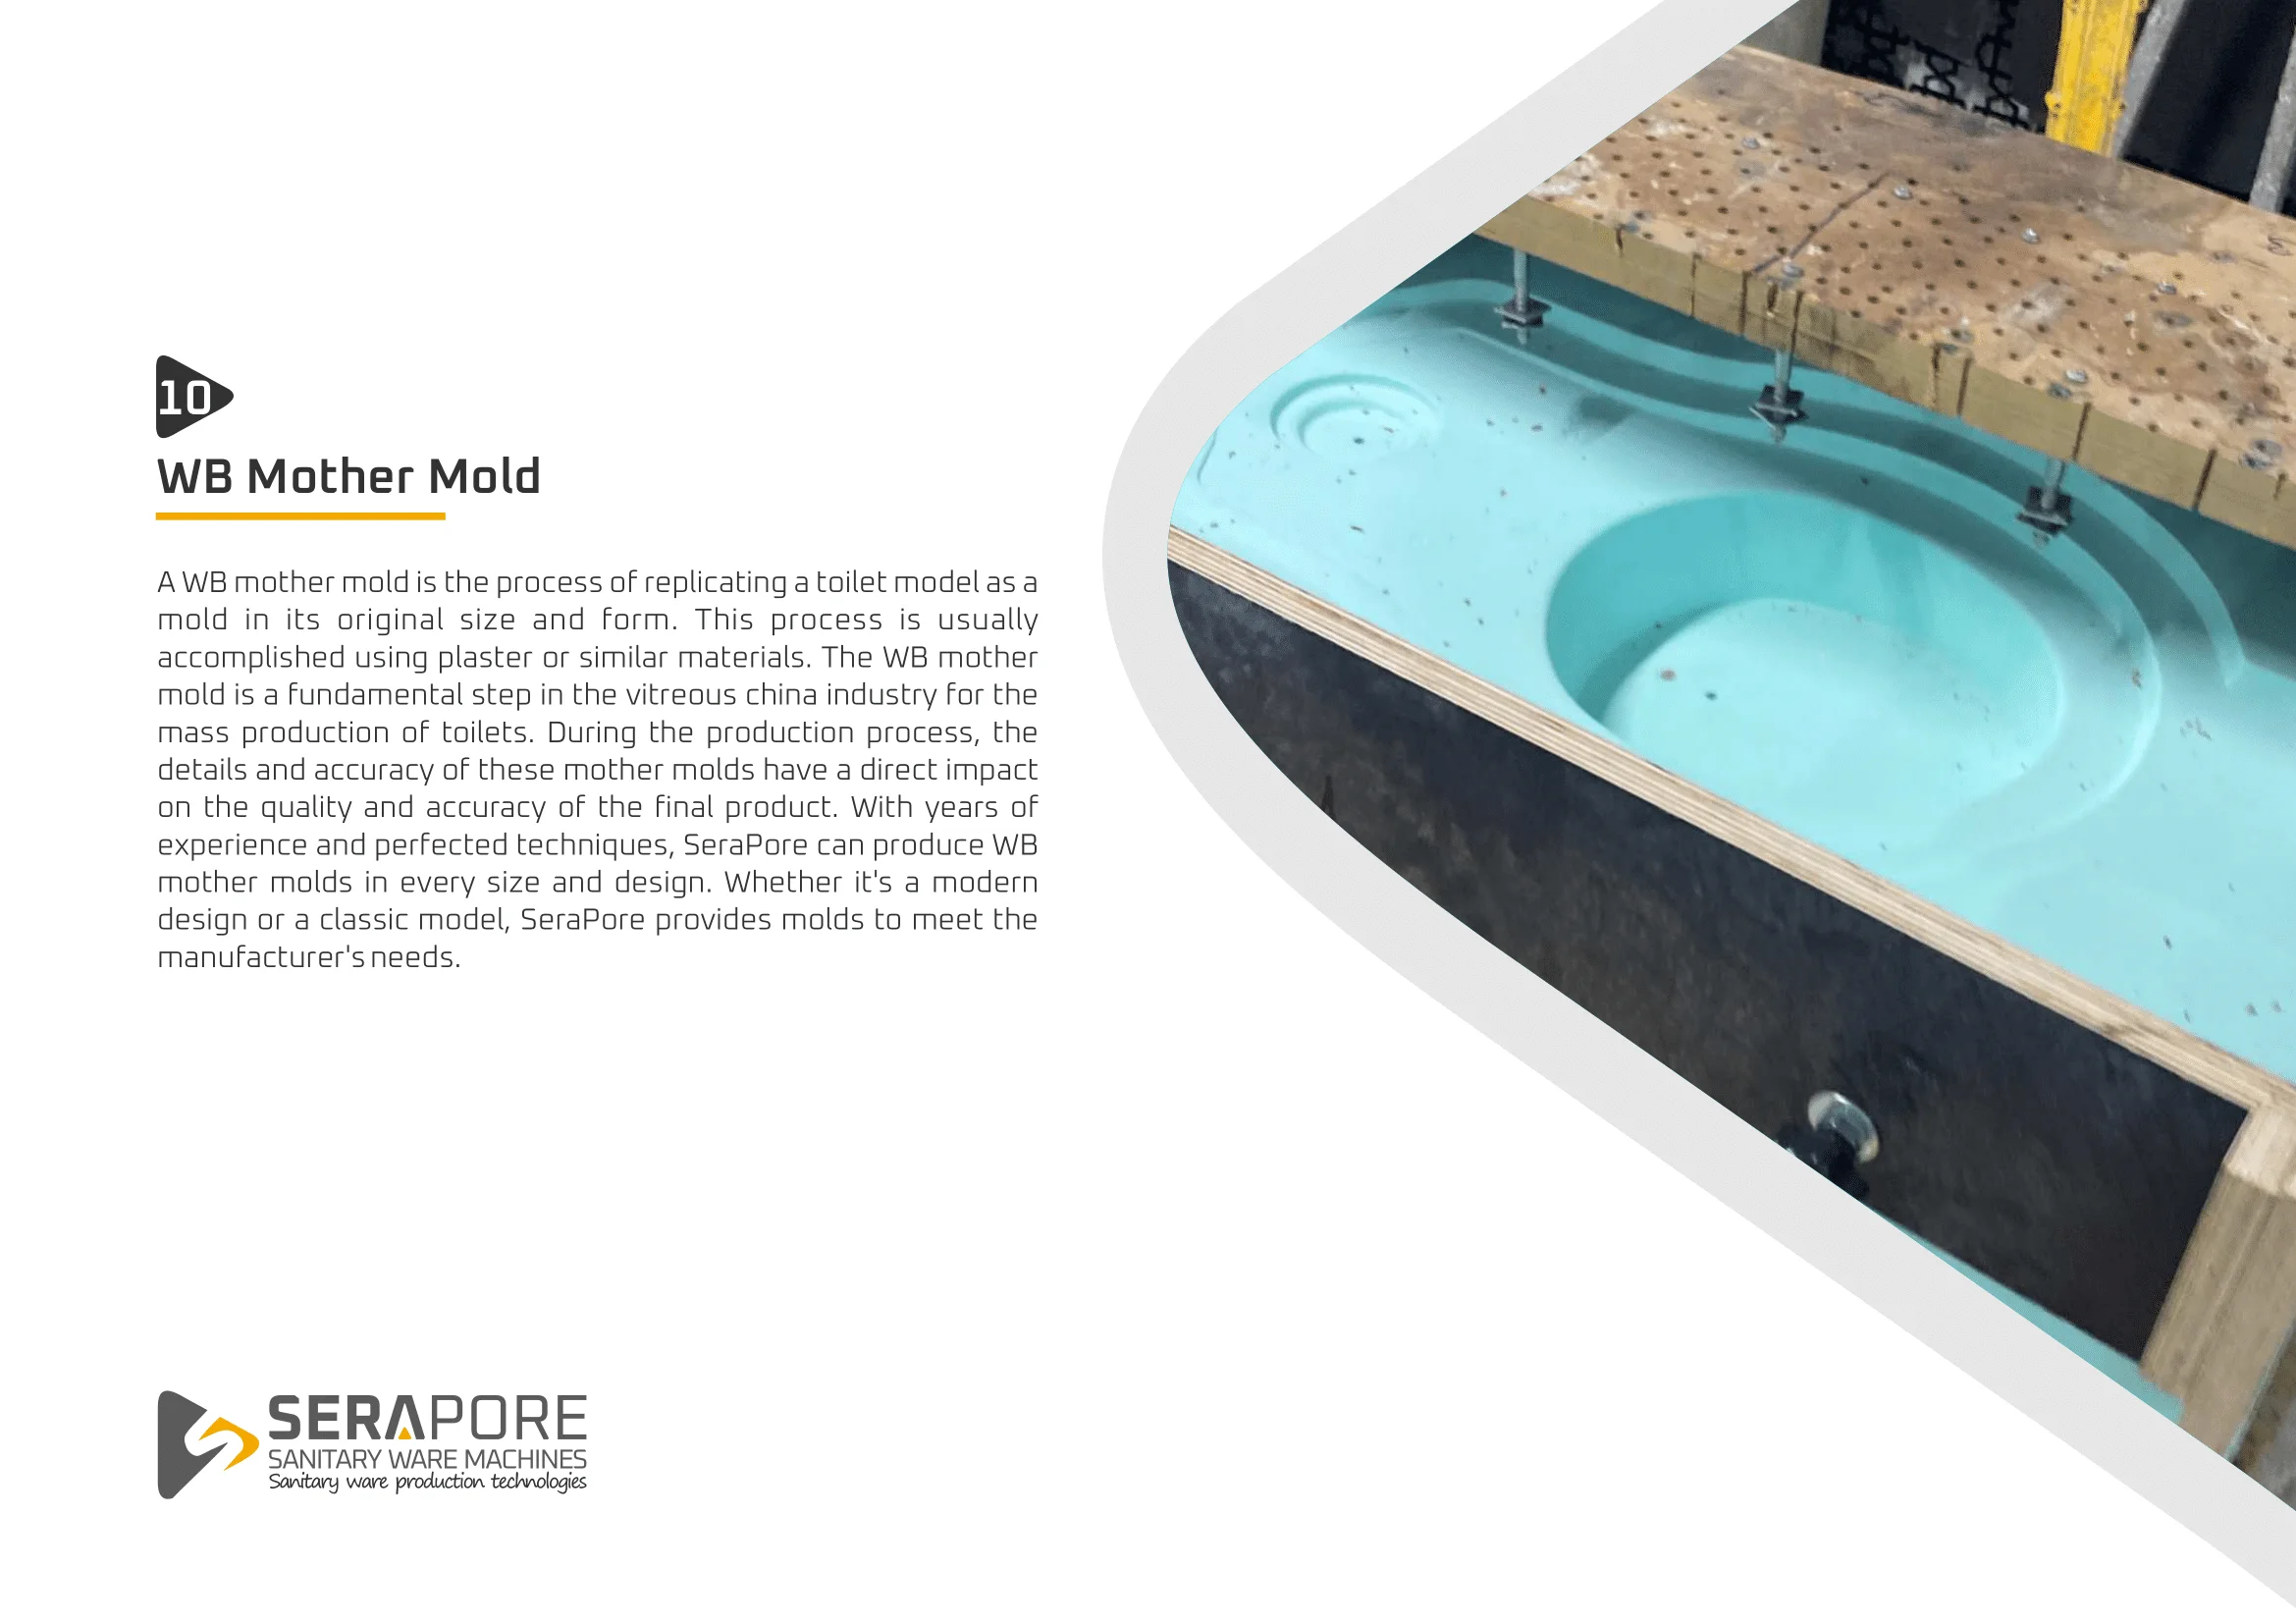 10
WB Mother Mold
A WB mother mold is the process of replicating a toilet model as a
mold in its original size and form. This process is usually
accomplished using plaster or similar materials. The WB mother
mold is a fundamental step in the vitreous china industry for the
mass production of toilets. During the production process, the
details and accuracy of these mother molds have a direct impact
on the quality and accuracy of the final product. With years of
experience and perfected techniques, SeraPore can produce WB
mother molds in every size and design. Whether it's a modern
design or a classic model, SeraPore provides molds to meet the
manufacturer's needs.
SERAPORE
SANITARY WARE MACHINES
Sanitary ware production technologies